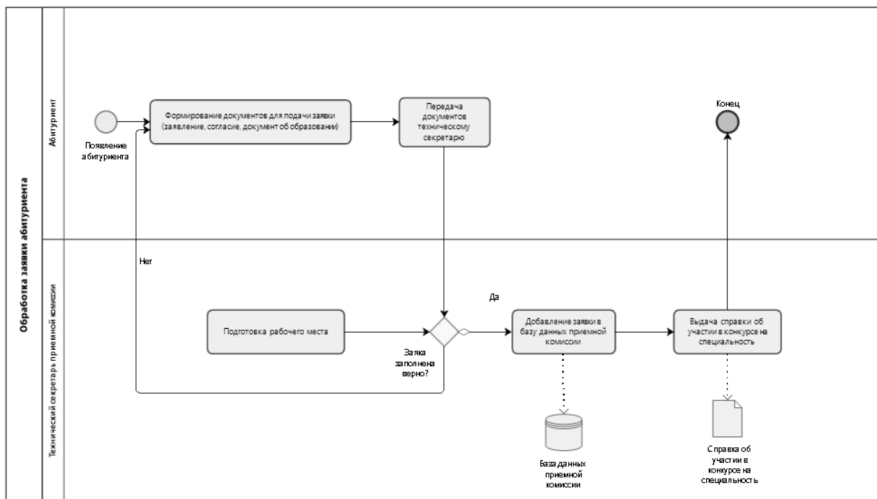 Обработка заявки абитуриента
Абитуриент
Появление
абитуриента
Формирование документов для подачи заявки
(заявление, согласие, документ об образовании)
Передача
документов
техническому
секретарю
Конец
Технический секретарь приемной комиссии
Нет
Подготовка рабочего места
Заяка
заполнена
верно?
Да
Добавление заявки в
базу данных приемной
комиссии
Выдача справки об
участии в конкурсе на
специальность
База данных
приемной
комиссии
Справка об
участии в
конкурсе на
специальность